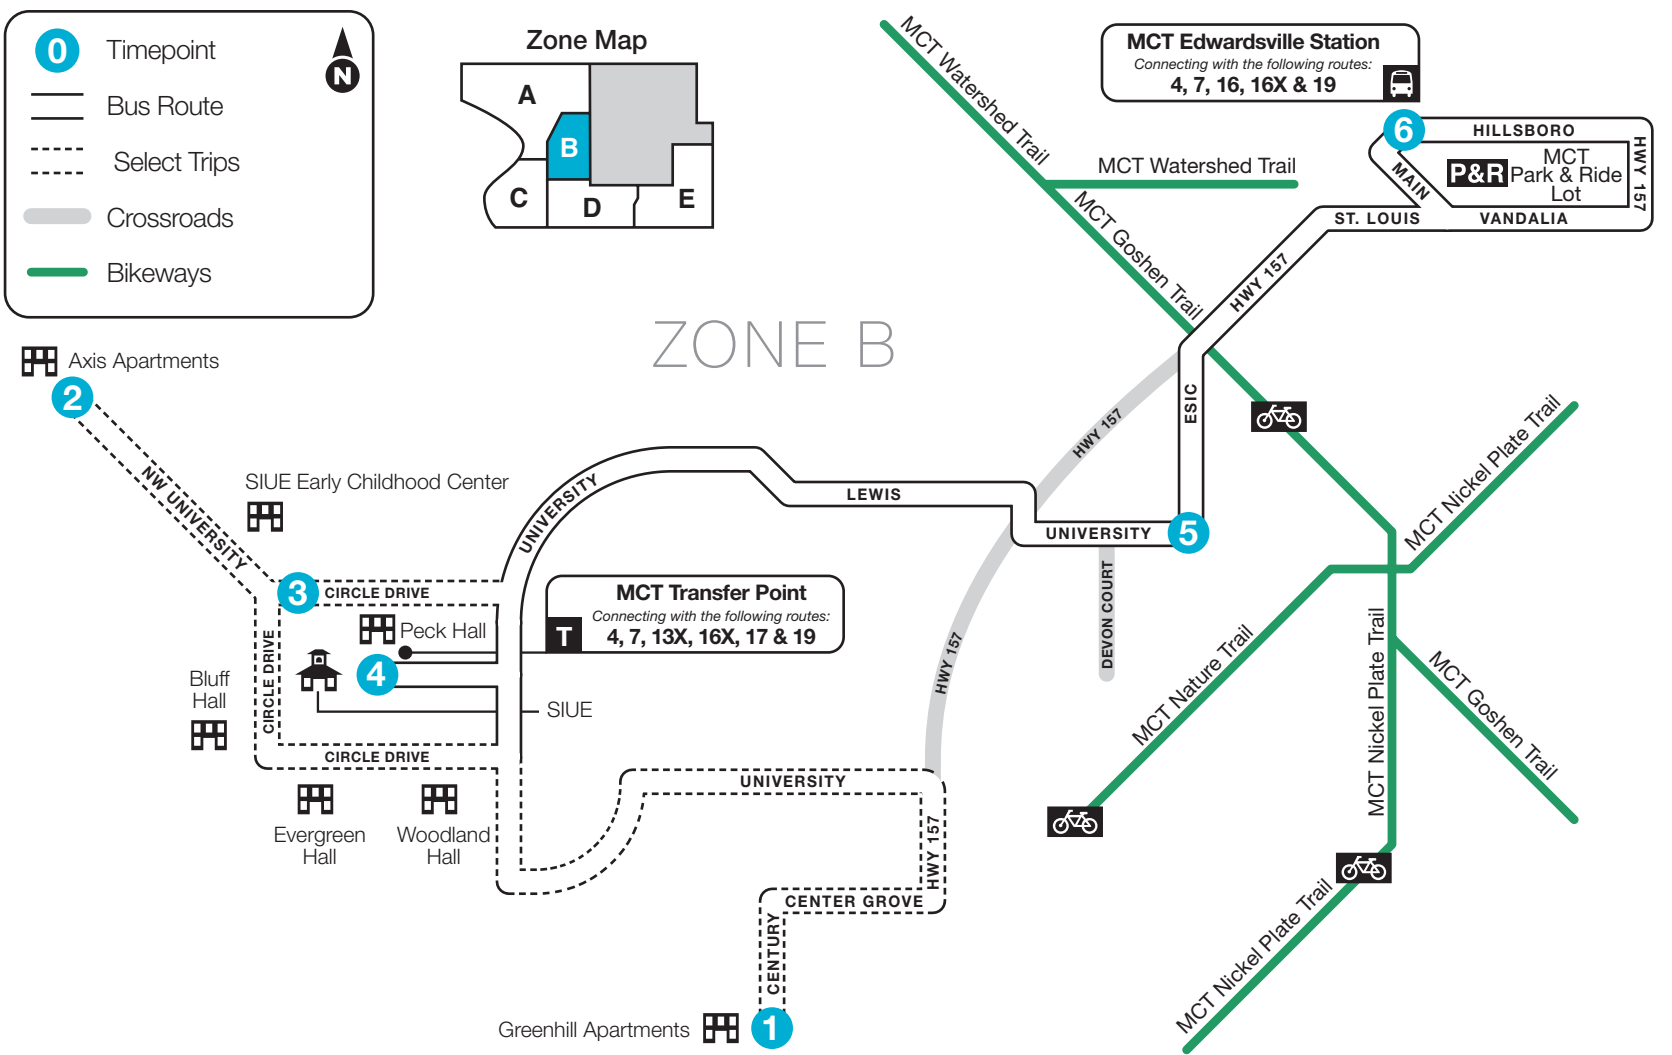 0 Timepoint
Bus Route
Select Trips
Crossroads
Bikeways
N
Zone Map
A
B
C
D
E
MCT Edwardsville Station
Connecting with the following routes:
4, 7, 16, 16X & 19
6
HILLSBORO
HWY 157
MAIN
P&R
MCT
Park & Ride
Lot
ST. LOUIS
VANDALIA
MCT Watershed Trail
MCT Watershed Trail
MCT Goshen Trail
HWY 157
ZONE B
Axis Apartments
2
NW UNIVERSITY
SIUE Early Childhood Center
UNIVERSITY
LEWIS
HWY 157
ESIC
UNIVERSITY
5
DEVON COURT
MCT Nickel Plate Trail
3
CIRCLE DRIVE
Peck Hall
4
MCT Transfer Point
Connecting with the following routes:
T
4, 7, 13X, 16X, 17 & 19
CIRCLE DRIVE
Bluff
Hall
SIUE
CIRCLE DRIVE
Evergreen
Hall
Woodland
Hall
HWY 157
UNIVERSITY
HWY 157
CENTER GROVE
CENTURY
Greenhill Apartments
1
MCT Nature Trail
MCT Nickel Plate Trail
MCT Goshen Trail
MCT Nickel Plate Trail